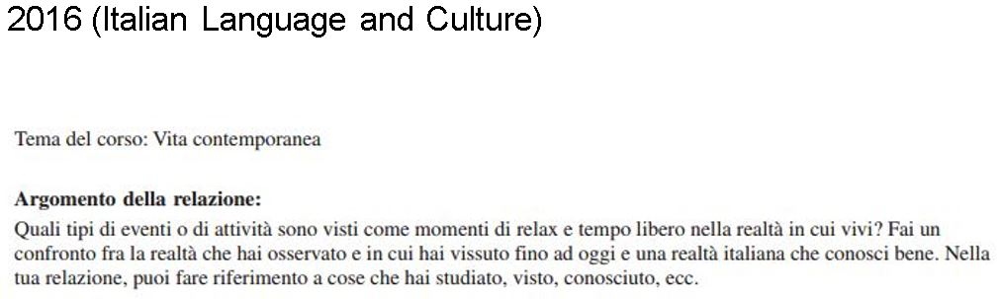 2016 (Italian Language and Culture)
Tema del corso: Vita contemporanea
Argomento della relazione:
Quali tipi di eventi o di attività sono visti come momenti di relax e tempo libero nella realtà in cui vivi? Fai un
confronto fra la realtà che hai osservato e in cui hai vissuto fino ad oggi e una realtà italiana che conosci bene. Nella
tua relazione, puoi fare riferimento a cose che hai studiato, visto, conosciuto, ecc.